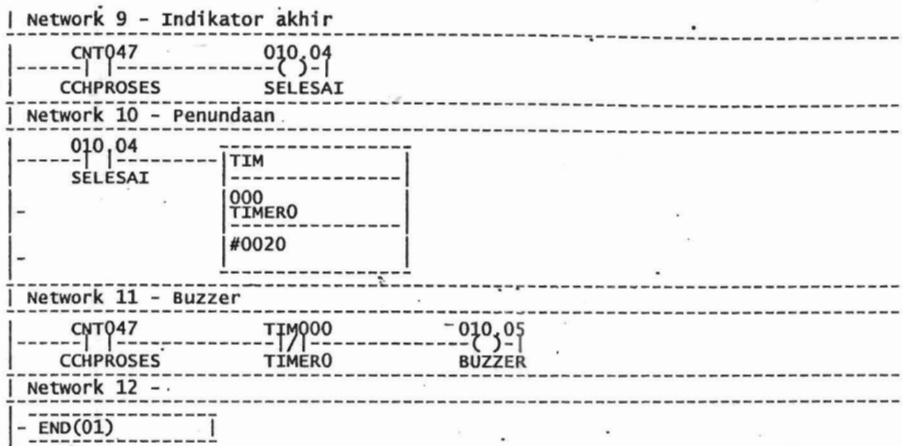 Network 9 - Indikator akhir
CNT047 010.04
CCHPROSES SELESAI
Network 10 - Penundaan
010.04
TIM
SELESAI
000
TIMER0
#0020
Network 11 - Buzzer
CNT047 TIM000 010.05
CCHPROSES TIMER0 BUZZER
Network 12 -
END(01)